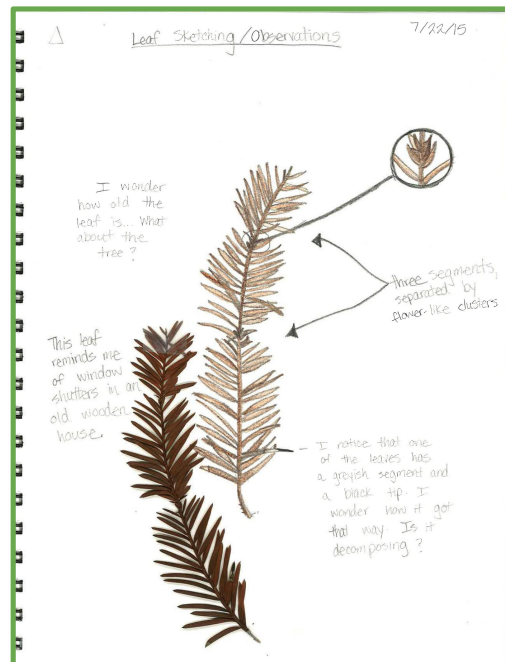 Leaf Sketching/Observations
7/22/15
I wonder
how old the
leaf is... What
about the
tree?
three segments,
separated by
flower-like clusters
This leaf
reminds me
of window
shutters in an
old wooden
house.
I notice that one
of the leaves has
a greyish segment and
a black tip. I
wonder how it got
that way. Is it
decomposing?